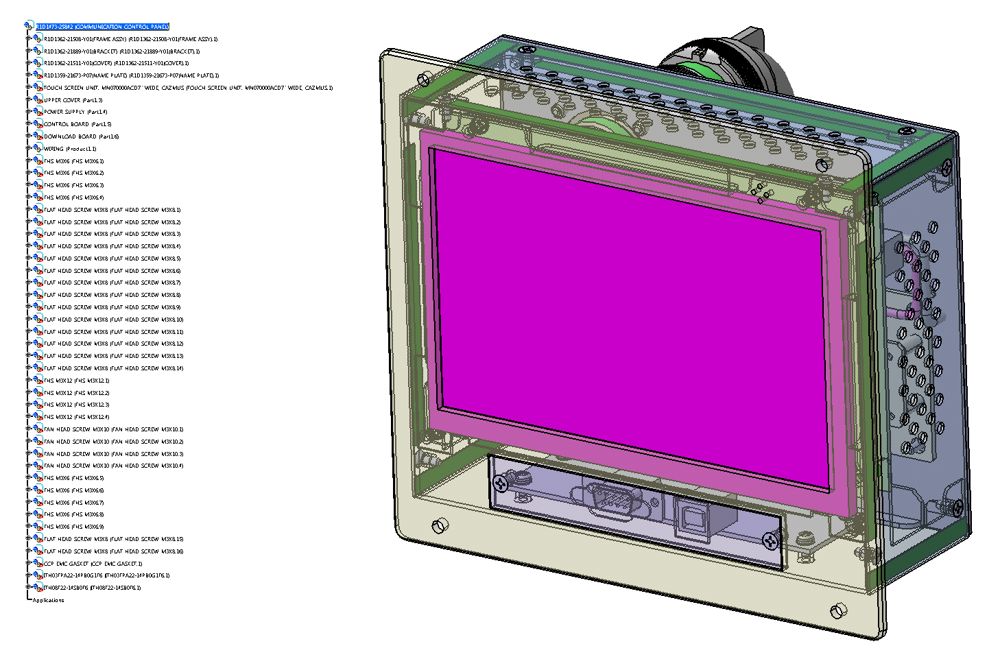 R1D1473-25842 (COMMUNICATION CONTROL PANEL)
R1D1362-21508-Y01(FRAME ASSY) (R1D1362-21508-Y01(FRAME ASSY).1)
R1D1362-21889-Y01(BRACKET) (R1D1362-21889-Y01(BRACKET).1)
R1D1362-21511-Y01(COVER) (R1D1362-21511-Y01(COVER).1)
R1D1359-21673-P07(NAME PLATE) (R1D1359-21673-P07(NAME PLATE).1)
TOUCH SCREEN UNIT. MN070000ACD7" WIDE, CAZMUS (TOUCH SCREEN UNIT. MN070000ACD7" WIDE, CAZMUS.1)
UPPER COVER (Part1.3)
POWER SUPPLY (Part1.4)
CONTROL BOARD (Part1.5)
DOWNLOAD BOARD (Part1.6)
WIRING (Product1.1)
FHS M3X6 (FHS M3X6.1)
FHS M3X6 (FHS M3X6.2)
FHS M3X6 (FHS M3X6.3)
FHS M3X6 (FHS M3X6.4)
FLAT HEAD SCREW M3X8 (FLAT HEAD SCREW M3X8.1)
FLAT HEAD SCREW M3X8 (FLAT HEAD SCREW M3X8.2)
FLAT HEAD SCREW M3X8 (FLAT HEAD SCREW M3X8.3)
FLAT HEAD SCREW M3X8 (FLAT HEAD SCREW M3X8.4)
FLAT HEAD SCREW M3X8 (FLAT HEAD SCREW M3X8.5)
FLAT HEAD SCREW M3X8 (FLAT HEAD SCREW M3X8.6)
FLAT HEAD SCREW M3X8 (FLAT HEAD SCREW M3X8.7)
FLAT HEAD SCREW M3X8 (FLAT HEAD SCREW M3X8.8)
FLAT HEAD SCREW M3X8 (FLAT HEAD SCREW M3X8.9)
FLAT HEAD SCREW M3X8 (FLAT HEAD SCREW M3X8.10)
FLAT HEAD SCREW M3X8 (FLAT HEAD SCREW M3X8.11)
FLAT HEAD SCREW M3X8 (FLAT HEAD SCREW M3X8.12)
FLAT HEAD SCREW M3X8 (FLAT HEAD SCREW M3X8.13)
FLAT HEAD SCREW M3X8 (FLAT HEAD SCREW M3X8.14)
FHS M3X12 (FHS M3X12.1)
FHS M3X12 (FHS M3X12.2)
FHS M3X12 (FHS M3X12.3)
FHS M3X12 (FHS M3X12.4)
FAN HEAD SCREW M3X10 (FAN HEAD SCREW M3X10.1)
FAN HEAD SCREW M3X10 (FAN HEAD SCREW M3X10.2)
FAN HEAD SCREW M3X10 (FAN HEAD SCREW M3X10.3)
FAN HEAD SCREW M3X10 (FAN HEAD SCREW M3X10.4)
FHS M3X6 (FHS M3X6.5)
FHS M3X6 (FHS M3X6.6)
FHS M3X6 (FHS M3X6.7)
FHS M3X6 (FHS M3X6.8)
FHS M3X6 (FHS M3X6.9)
FLAT HEAD SCREW M3X8 (FLAT HEAD SCREW M3X8.15)
FLAT HEAD SCREW M3X8 (FLAT HEAD SCREW M3X8.16)
CCP EMC GASKET (CCP EMC GASKET.1)
Applications